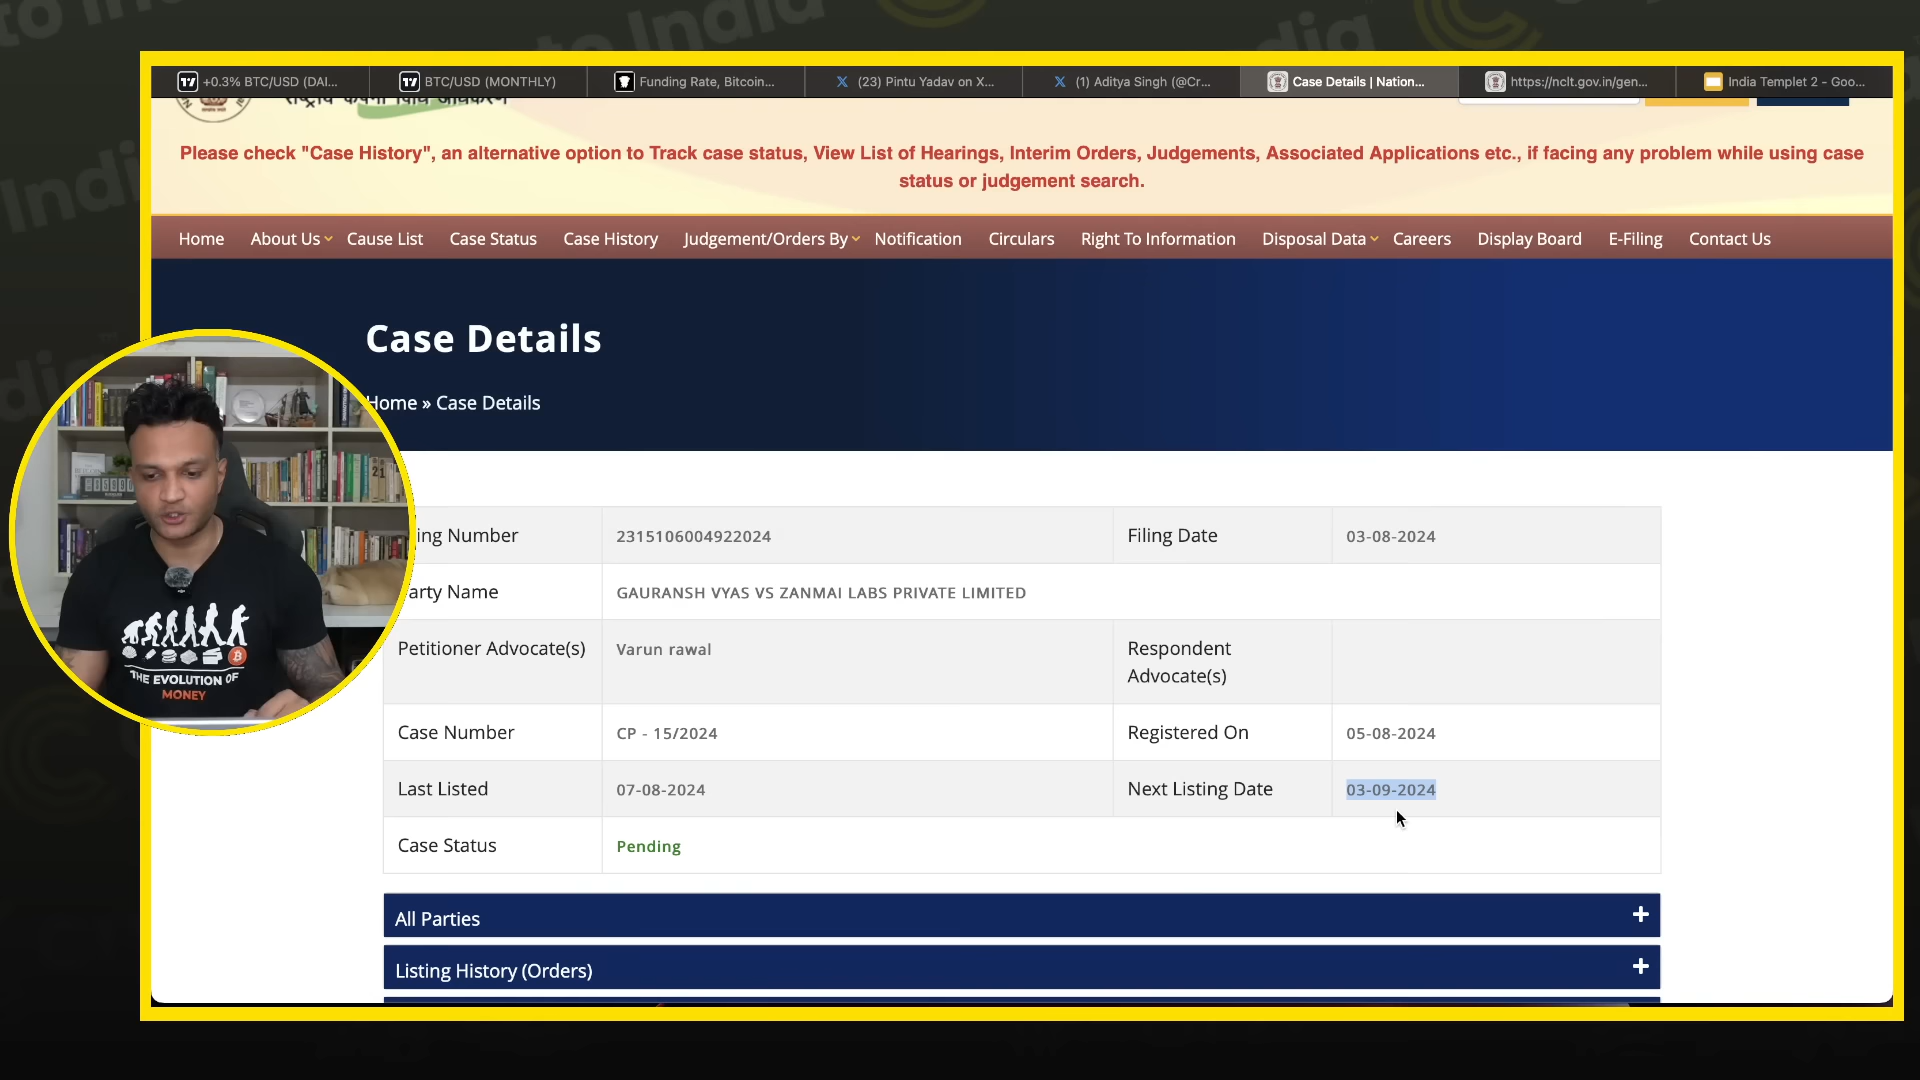 +0.3% BTC/USD (DAI...
BTC/USD (MONTHLY)
Funding Rate, Bitcoin...
(23) Pintu Yadav on X...
(1) Aditya Singh (@Cr...
Case Details | Nation...
https://nclt.gov.in/gen...
India Templet 2 - Goo...
Please check "Case History", an alternative option to Track case status, View List of Hearings, Interim Orders, Judgements, Associated Applications etc., if facing any problem while using case
status or judgement search.
Home About Us Cause List Case Status Case History Judgement/Orders By Notification Circulars Right To Information Disposal Data Careers Display Board E-Filing Contact Us
Case Details
Home » Case Details
ing Number 2315106004922024 Filing Date 03-08-2024
arty Name GAURANSH VYAS VS ZANMAI LABS PRIVATE LIMITED
Petitioner Advocate(s) Varun rawal Respondent
Advocate(s)
Case Number CP - 15/2024 Registered On 05-08-2024
Last Listed 07-08-2024 Next Listing Date 03-09-2024
Case Status Pending
All Parties
Listing History (Orders)
THE EVOLUTION OF
MONEY